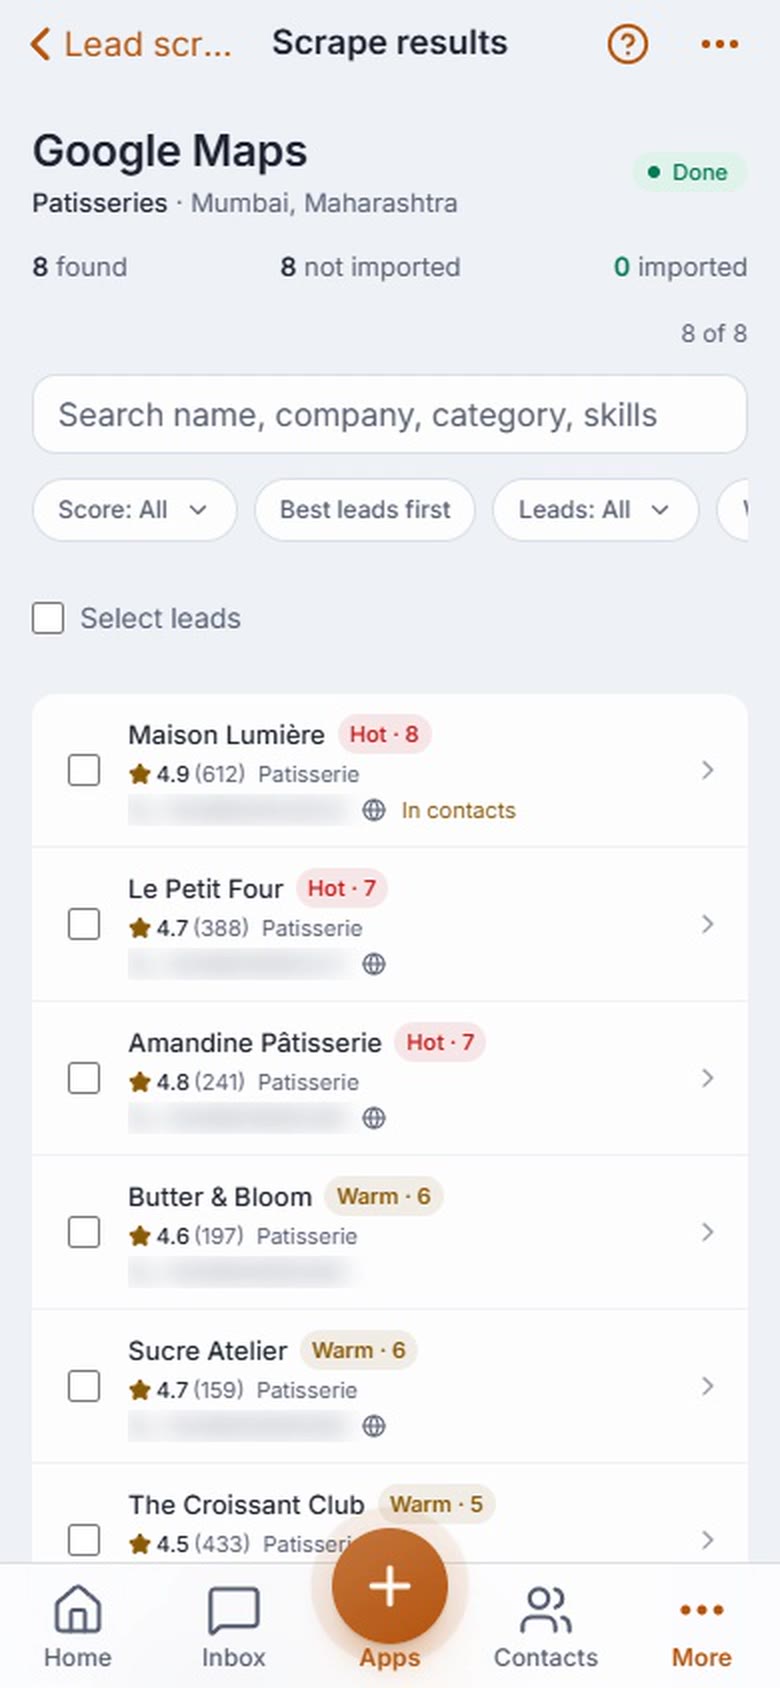 Lead scr...
Scrape results
Google Maps
Done
Patisseries · Mumbai, Maharashtra
8 found
8 not imported
0 imported
8 of 8
Search name, company, category, skills
Score: All
Best leads first
Leads: All
Select leads
Maison Lumière Hot · 8
4.9 (612) Patisserie
In contacts
Le Petit Four Hot · 7
4.7 (388) Patisserie
Amandine Pâtisserie Hot · 7
4.8 (241) Patisserie
Butter & Bloom Warm · 6
4.6 (197) Patisserie
Sucre Atelier Warm · 6
4.7 (159) Patisserie
The Croissant Club Warm · 5
4.5 (433) Patisseri
Home
Inbox
Apps
Contacts
More